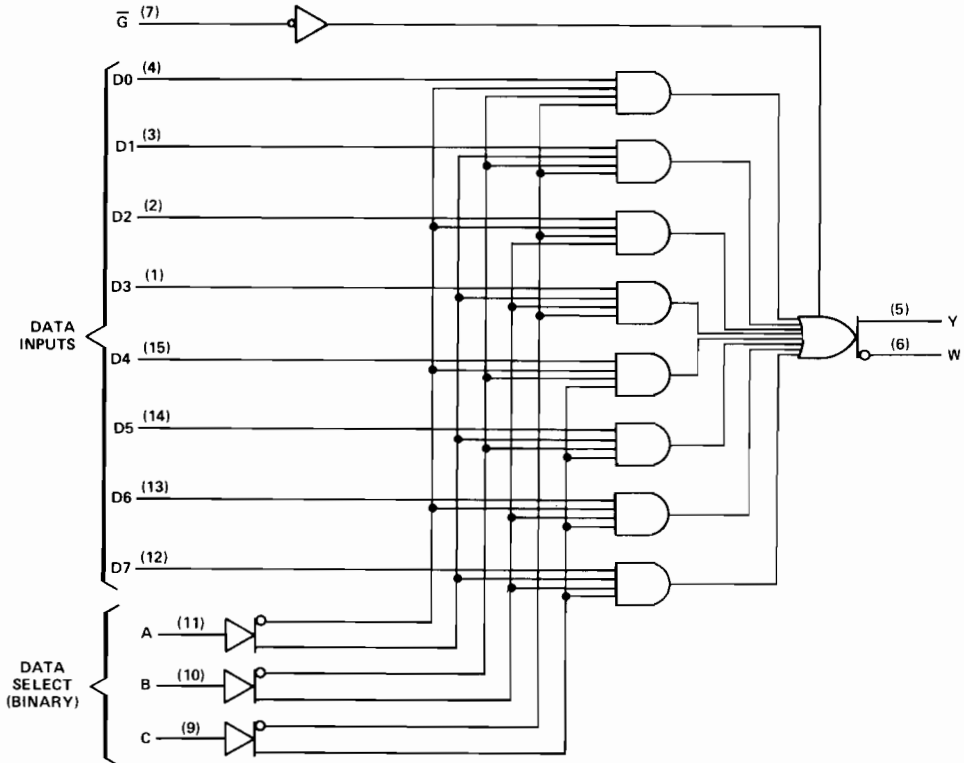 G̅ (7)
D0 (4)
D1 (3)
D2 (2)
D3 (1)
DATA
INPUTS
D4 (15)
D5 (14)
D6 (13)
D7 (12)
(5) Y
(6) W
A (11)
DATA
SELECT
(BINARY)
B (10)
C (9)